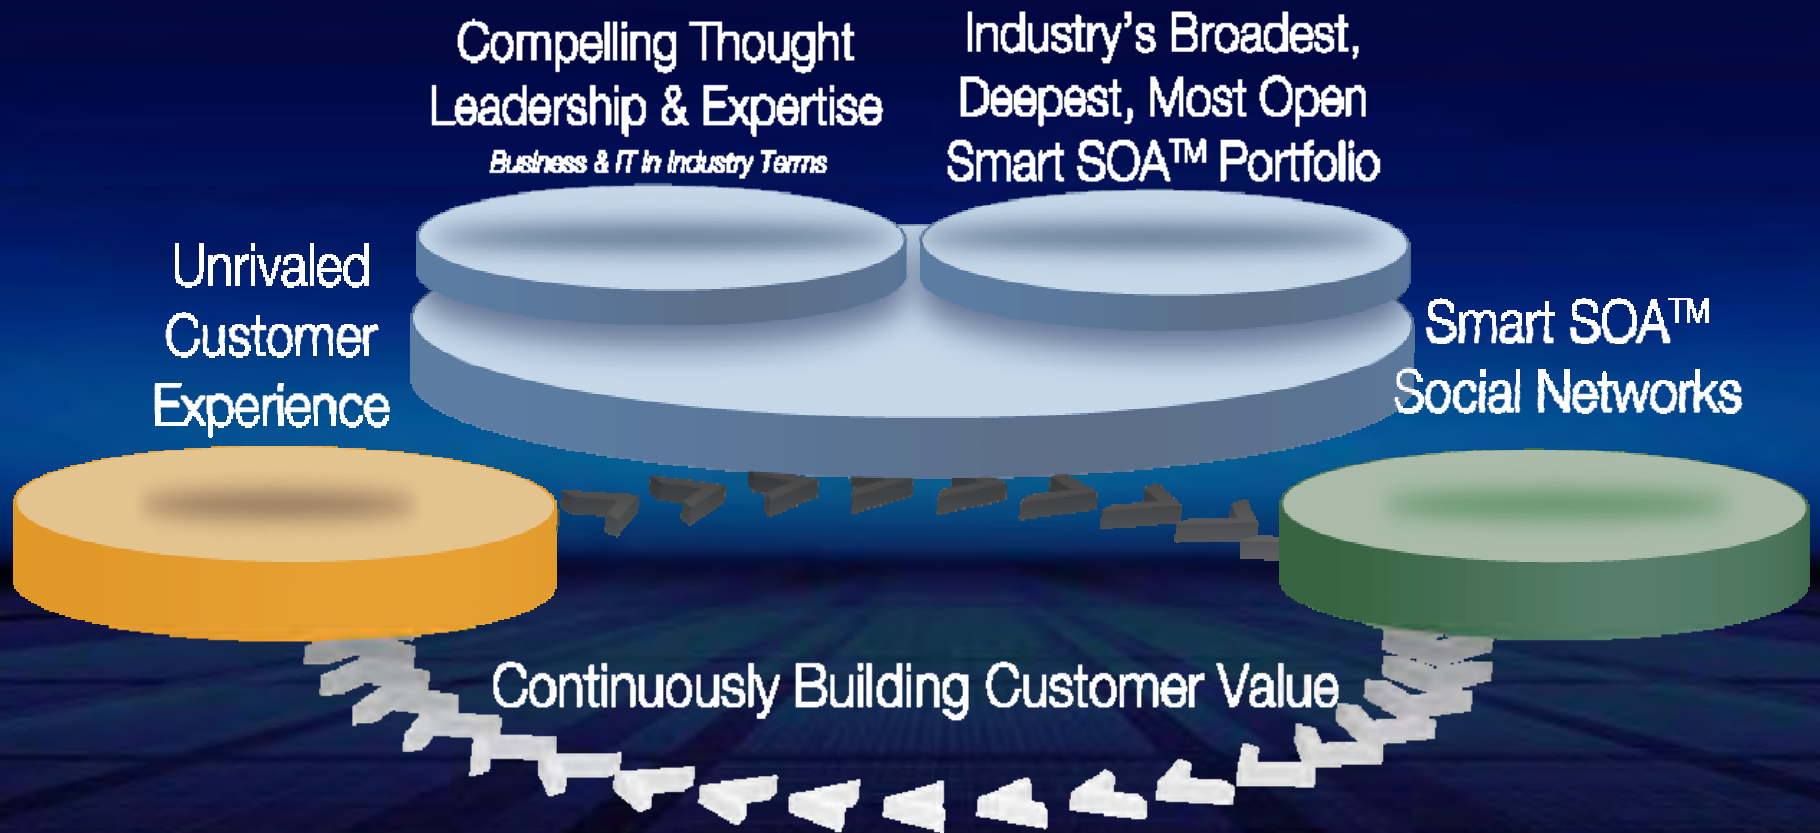 Compelling Thought
Leadership & Expertise
Business & IT in Industry Terms
Industry’s Broadest,
Deepest, Most Open
Smart SOA™ Portfolio
Unrivaled
Customer
Experience
Smart SOA™
Social Networks
Continuously Building Customer Value